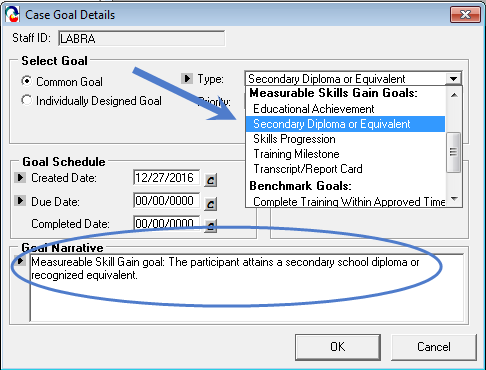 Case Goal Details
Staff ID: LABRA
Select Goal
Common Goal
Type: Secondary Diploma or Equivalent
Individually Designed Goal
Priority:
Measurable Skills Gain Goals:
Educational Achievement
Secondary Diploma or Equivalent
Skills Progression
Training Milestone
Transcript/Report Card
Benchmark Goals:
Complete Training Within Approved Time
Goal Schedule
Created Date: 12/27/2016
Due Date: 00/00/0000
Completed Date: 00/00/0000
Goal Narrative
Measureable Skill Gain goal: The participant attains a secondary school diploma or
recognized equivalent.
OK
Cancel